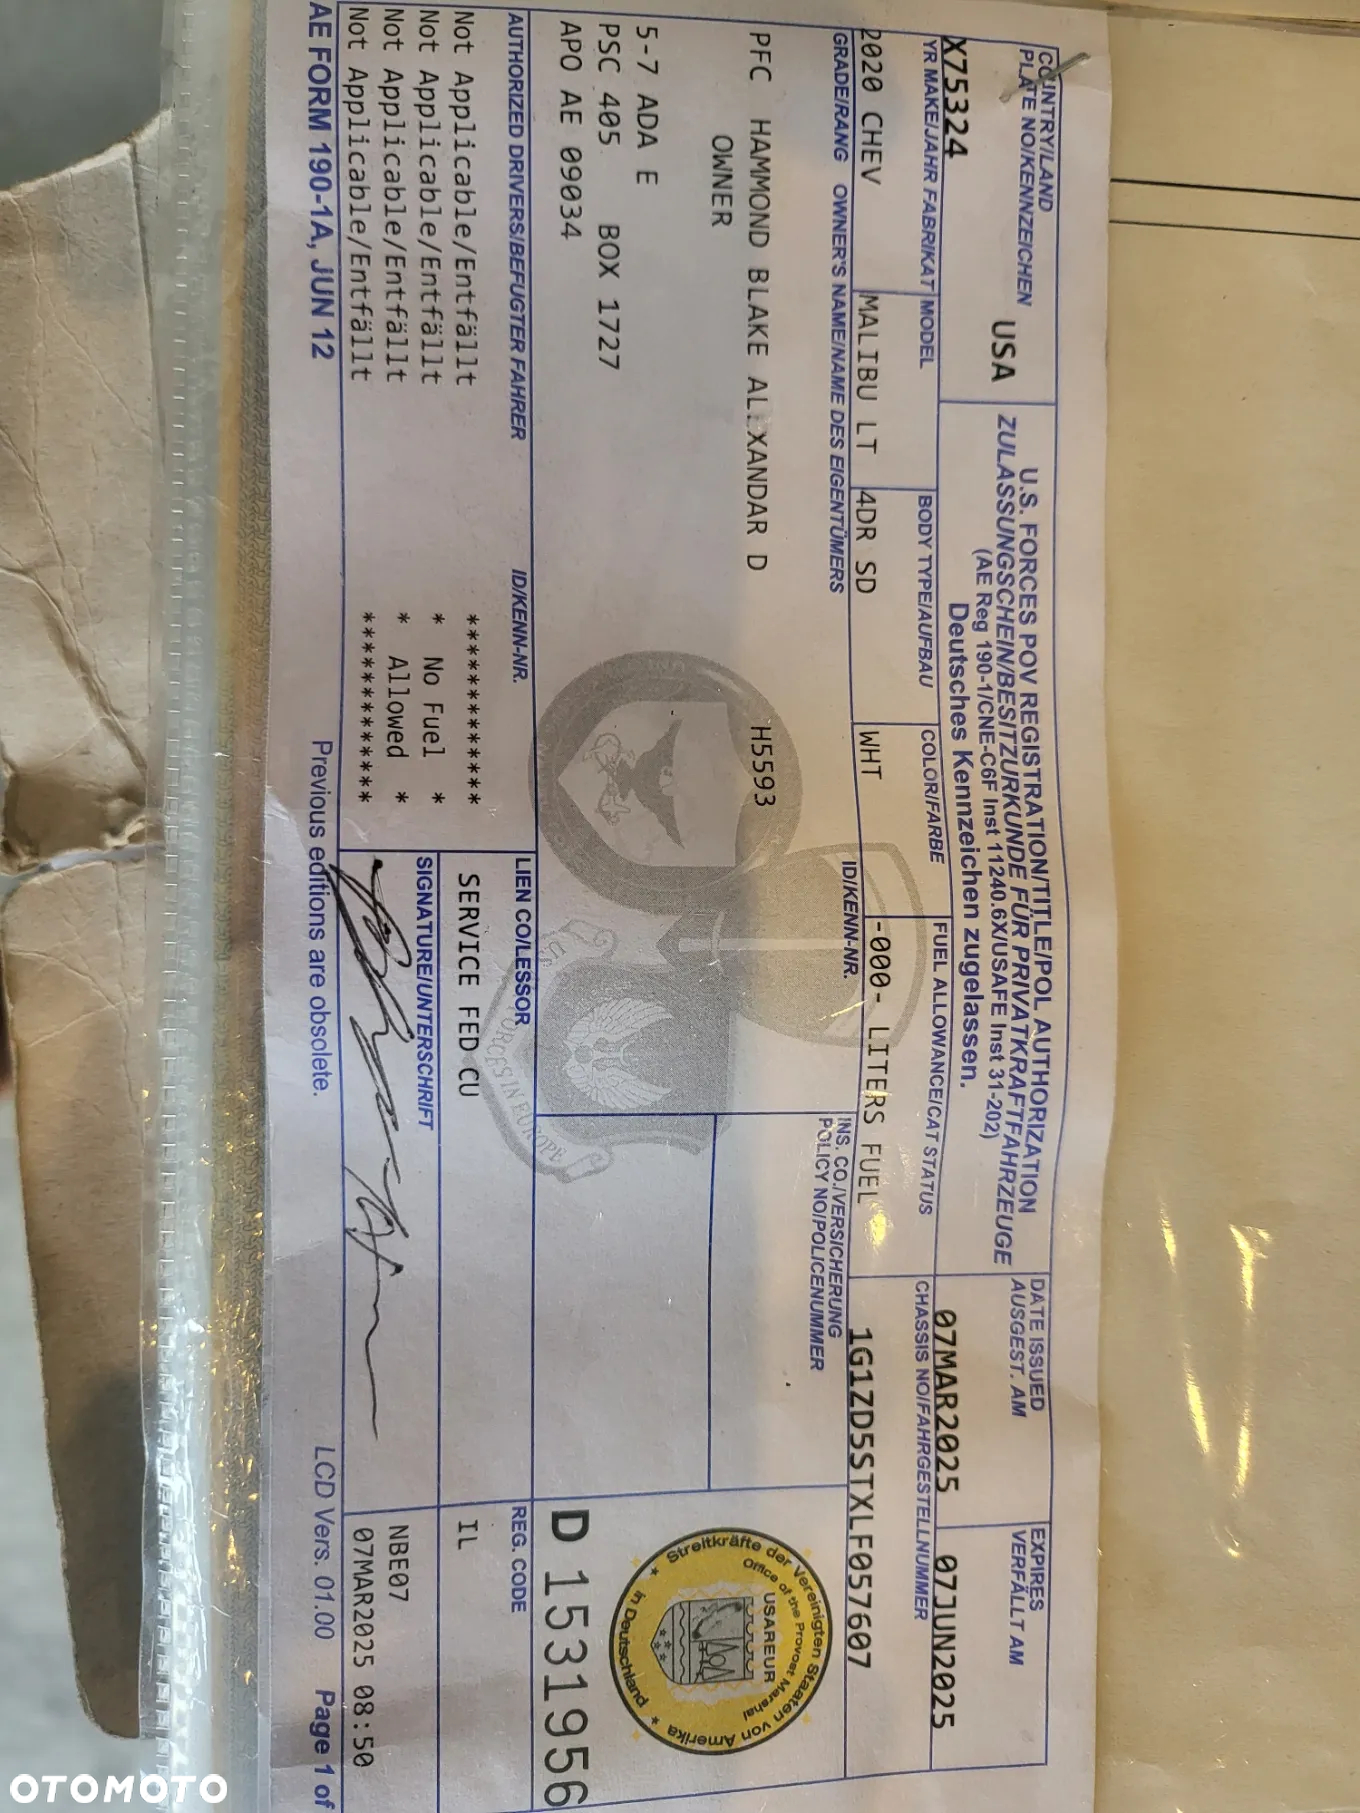 COUNTRY/LAND
PLATE NO/KENNZEICHEN
USA
X75324
U.S. FORCES POV REGISTRATION/TITLE/POL AUTHORIZATION
ZULASSUNGSCHEIN/BESITZURKUNDE FÜR PRIVATKRAFTFAHRZEUGE
(AE Reg 190-1/CNE-C6F Inst 11240.6X/USAFE Inst 31-202)
Deutsches Kennzeichen zugelassen.
DATE ISSUED
AUSGEST. AM
07MAR2025
EXPIRES
VERFÄLLT AM
07JUN2025
YR MAKE/JAHR FABRIKAT
MODEL
BODY TYPE/AUFBAU
COLOR/FARBE
FUEL ALLOWANCE/CAT STATUS
CHASSIS NO/FAHRGESTELLNUMMER
2020 CHEV
MALIBU LT
4DR SD
WHT
-000- LITERS FUEL
1G1ZD5STXLF057607
GRADE/RANG
OWNER'S NAME/NAME DES EIGENTÜMERS
ID/KENN-NR.
INS. CO./VERSICHERUNG
POLICY NO/POLICENUMMER
PFC HAMMOND BLAKE AL XANDAR D
H5593
OWNER
5-7 ADA E
PSC 405 BOX 1727
APO AE 09034
Streitkräfte der Vereinigten Staaten von Amerika
Office of the Provost Marshal
USAREUR
in Deutschland
D 1531956
AUTHORIZED DRIVERS/BEFUGTER FAHRER
ID/KENN-NR.
LIEN CO/LESSOR
REG. CODE
Not Applicable/Entfällt
Not Applicable/Entfällt
Not Applicable/Entfällt
Not Applicable/Entfällt
************
* No Fuel *
* Allowed *
************
SERVICE FED CU
IL
SIGNATURE/UNTERSCHRIFT
NBE07
07MAR2025 08:50
FORCES IN EUROPE
AE FORM 190-1A, JUN 12
Previous editions are obsolete.
LCD Vers. 01.00
Page 1 of
OTOMOTO